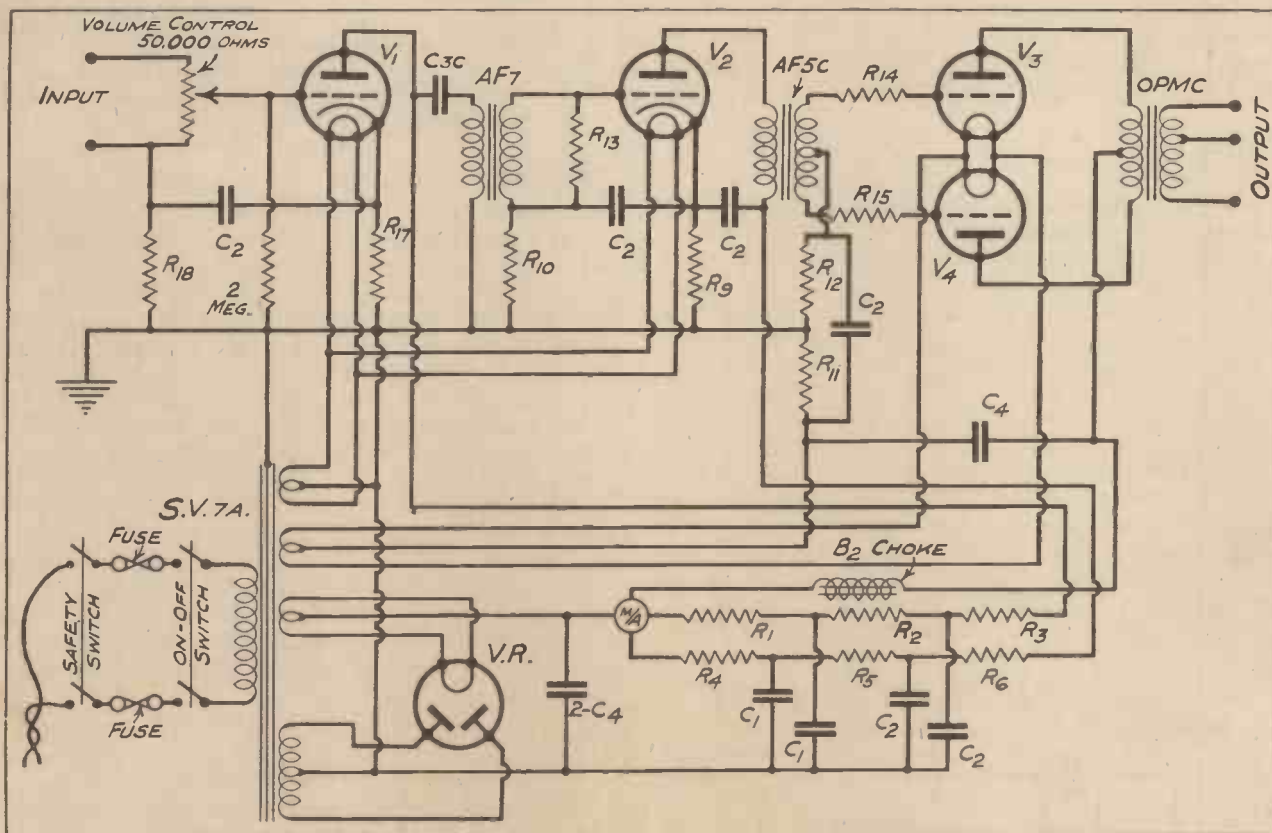 VOLUME CONTROL
50,000 OHMS
INPUT
V1
C3C
AF7
V2
AF5C
R14
V3
OPMC
OUTPUT
R13
R15
C2
R17
C2
C2
V4
R18
2
MEG.
R10
R9
R12
C2
R11
C4
S.V.7A.
FUSE
SAFETY
SWITCH
ON-OFF
SWITCH
FUSE
B2 CHOKE
M/A
R1
R2
R3
V.R.
R4
R5
R6
2-C4
C1
C1
C2
C2